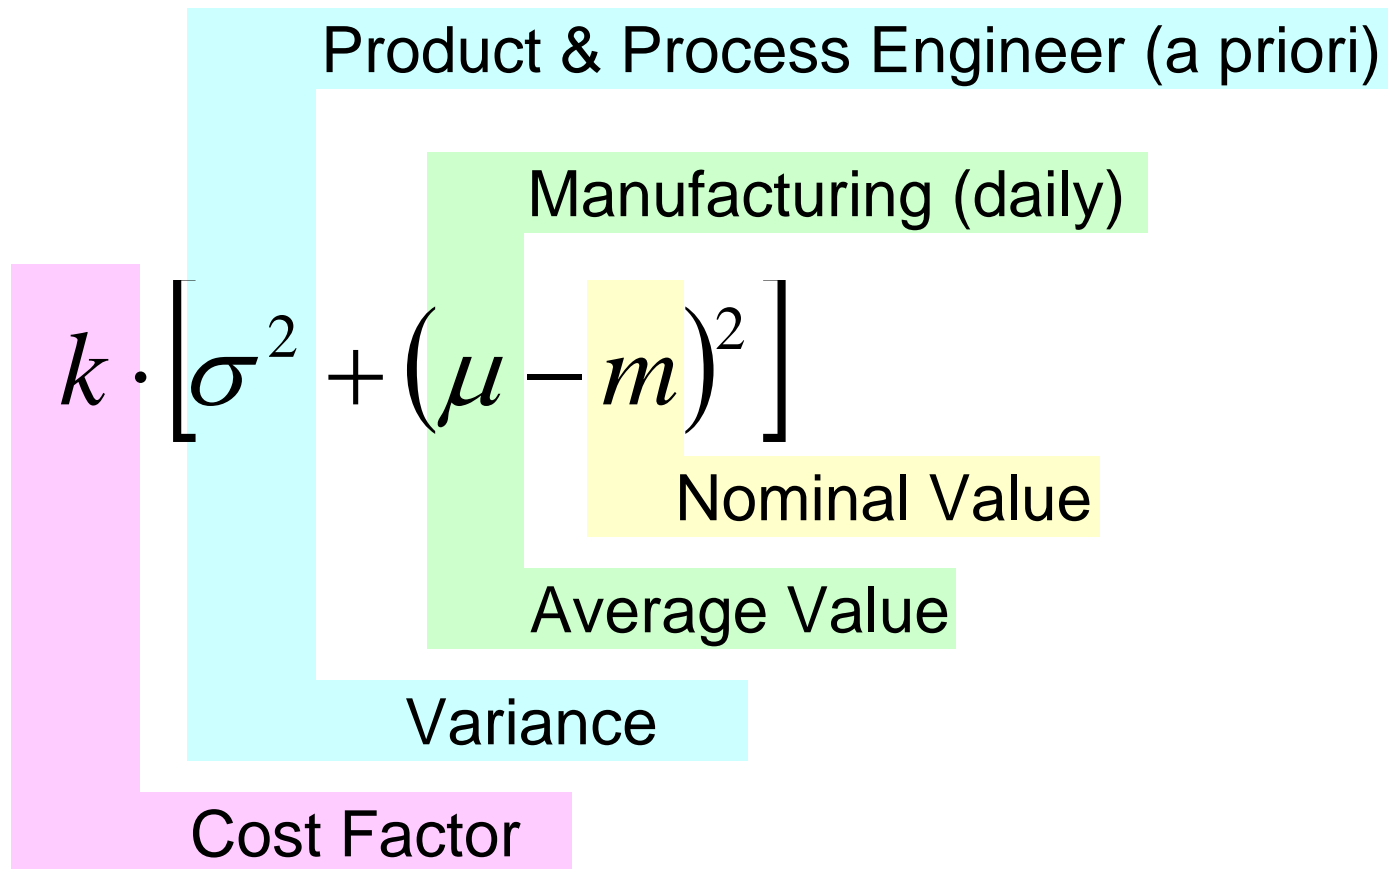 Product & Process Engineer (a priori)
Manufacturing (daily)
k · [σ² + (μ − m)²]
Nominal Value
Average Value
Variance
Cost Factor